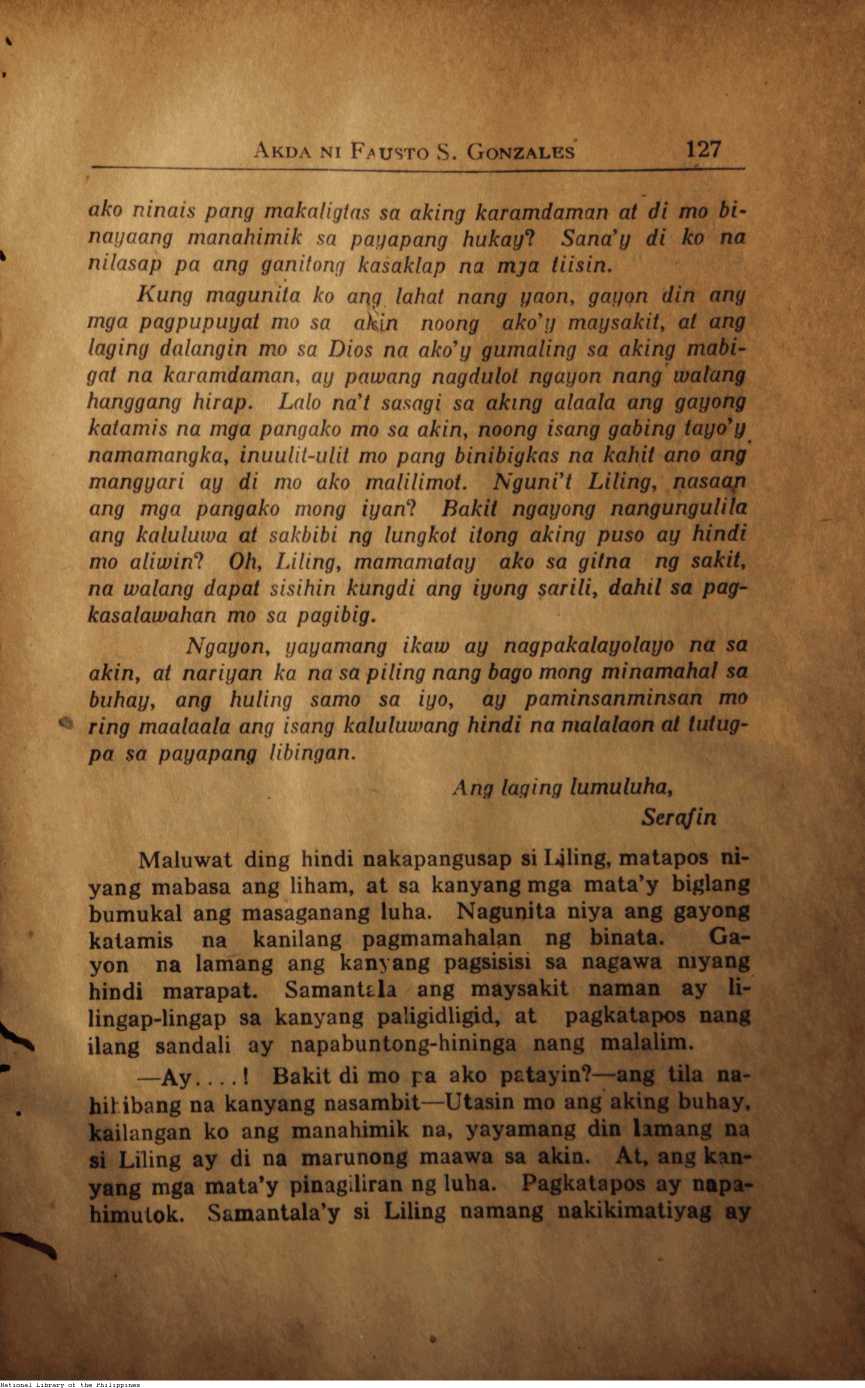 AKDA NI FAUSTO S. GONZALES 127
ako ninais pang makaligtas sa aking karamdaman at di mo bi-
nayaang manahimik sa payapang hukay? Sana'y di ko na
nilasap pa ang ganitong kasaklap na mga tiisin.
Kung magunita ko ang lahat nang yaon, gayon din ang
mga pagpupuyat mo sa akin noong ako'y maysakit, at ang
laging dalangin mo sa Dios na ako'y gumaling sa aking mabi-
gat na karamdaman, ay pawang nagdulot ngayon nang walang
hanggang hirap. Lalo na't sasagi sa aking alaala ang gayong
katamis na mga pangako mo sa akin, noong isang gabing tayo'y
namamangka, inuulit-ulit mo pang binibigkas na kahit ano ang
mangyari ay di mo ako malilimot. Nguni't Liling, nasaan
ang mga pangako mong iyan? Bakit ngayong nangungulila
ang kaluluwa at sakbibi ng lungkot itong aking puso ay hindi
mo aliwin? Oh, Liling, mamamatay ako sa gitna ng sakit,
na walang dapat sisihin kungdi ang iyong sarili, dahil sa pag-
kasalawahan mo sa pagibig.
Ngayon, yayamang ikaw ay nagpakalayolayo na sa
akin, at nariyan ka na sa piling nang bago mong minamahal sa
buhay, ang huling samo sa iyo, ay paminsanminsan mo
ring maalaala ang isang kaluluwang hindi na malalaon at tutug-
pa sa payapang libingan.
Ang laging lumuluha,
Serafin
Maluwat ding hindi nakapangusap si Liling, matapos ni-
yang mabasa ang liham, at sa kanyang mga mata'y biglang
bumukal ang masaganang luha. Nagunita niya ang gayong
katamis na kanilang pagmamahalan ng binata. Ga-
yon na lamang ang kanyang pagsisisi sa nagawa niyang
hindi marapat. Samantala ang maysakit naman ay li-
lingap-lingap sa kanyang paligidligid, at pagkatapos nang
ilang sandali ay napabuntong-hininga nang malalim.
—Ay....! Bakit di mo pa ako patayin?—ang tila na-
hihibang na kanyang nasambit—Utasin mo ang aking buhay,
kailangan ko ang manahimik na, yayamang din lamang na
si Liling ay di na marunong maawa sa akin. At, ang kan-
yang mga mata'y pinagiliran ng luha. Pagkatapos ay napa-
himutok. Samantala'y si Liling namang nakikimatiyag ay
National Library of the Philippines